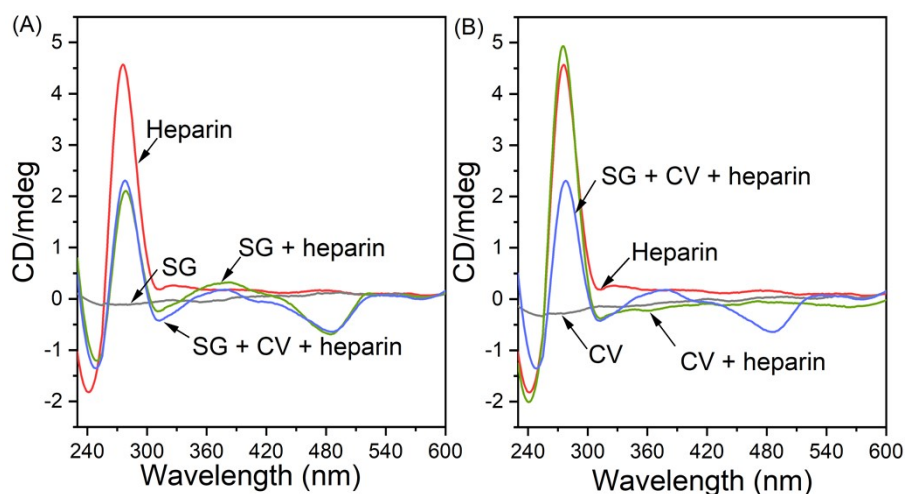 (A)
CD/mdeg
5
4
3
2
1
0
-1
-2
Heparin
SG
SG + heparin
SG + CV + heparin
240 300 360 420 480 540 600
Wavelength (nm)
(B)
CD/mdeg
5
4
3
2
1
0
-1
-2
SG + CV + heparin
Heparin
CV
CV + heparin
240 300 360 420 480 540 600
Wavelength (nm)